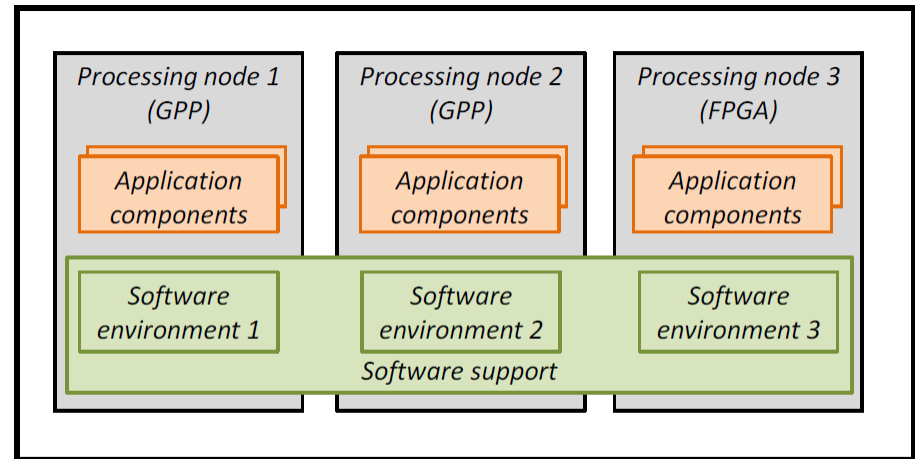 Processing node 1
(GPP)
Application
components
Software
environment 1
Processing node 2
(GPP)
Application
components
Software
environment 2
Processing node 3
(FPGA)
Application
components
Software
environment 3
Software support